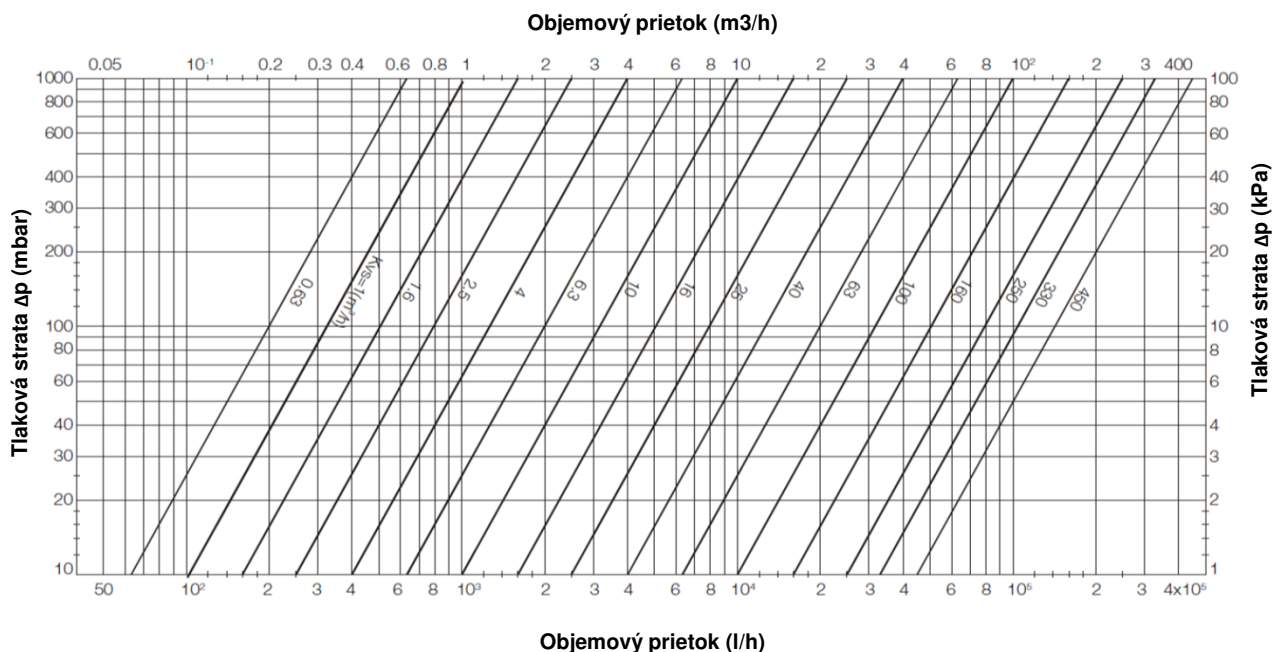 Objemový prietok (m3/h)
0.05 10⁻¹ 0.2 0.3 0.4 0.6 0.8 1 2 3 4 6 8 10 2 3 4 6 8 10² 2 3 400
1000 100
800 80
600 60
400 40
300 30
200 20
100 10
80 8
60 6
40 4
30 3
20 2
10 1
Tlaková strata Δp (mbar)
Tlaková strata Δp (kPa)
0.63 Kvs=1(m³/h) 1.6 2.5 4 6.3 10 16 25 40 63 100 160 250 330 450
50 10² 2 3 4 6 8 10³ 2 3 4 6 8 10⁴ 2 3 4 6 8 10⁵ 2 3 4x10⁵
Objemový prietok (l/h)